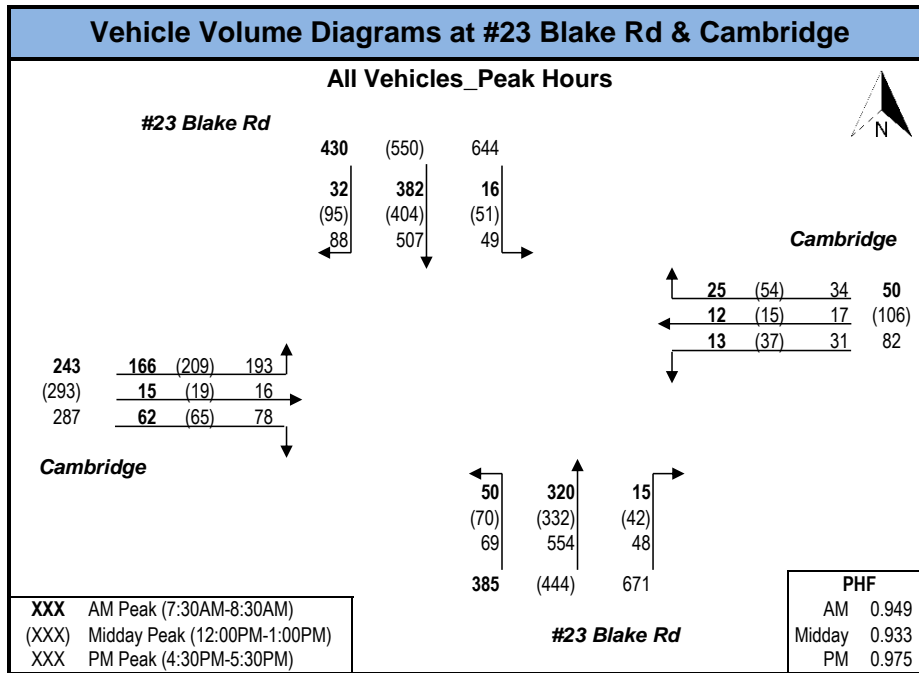 Vehicle Volume Diagrams at #23 Blake Rd & Cambridge
All Vehicles_Peak Hours
#23 Blake Rd
N
430 (550) 644
32 382 16
(95) (404) (51)
88 507 49
Cambridge
25 (54) 34 50
12 (15) 17 (106)
13 (37) 31 82
243 166 (209) 193
(293) 15 (19) 16
287 62 (65) 78
Cambridge
50 320 15
(70) (332) (42)
69 554 48
385 (444) 671
#23 Blake Rd
XXX AM Peak (7:30AM-8:30AM)
(XXX) Midday Peak (12:00PM-1:00PM)
XXX PM Peak (4:30PM-5:30PM)
PHF
AM 0.949
Midday 0.933
PM 0.975